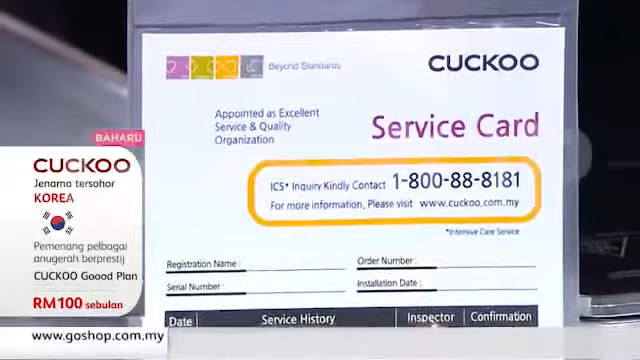 Beyond Standards
CUCKOO
Appointed as Excellent
Service & Quality
Organization
Service Card
ICS* Inquiry Kindly Contact 1-800-88-8181
For more information, Please visit www.cuckoo.com.my
*Intensive Care Service
Registration Name :
Order Number :
Serial Number :
Installation Date :
Date Service History Inspector Confirmation
BAHARU
CUCKOO
Jenama tersohor
KOREA
Pemenang pelbagai
anugerah berprestij
CUCKOO Goood Plan
RM100 sebulan
www.goshop.com.my